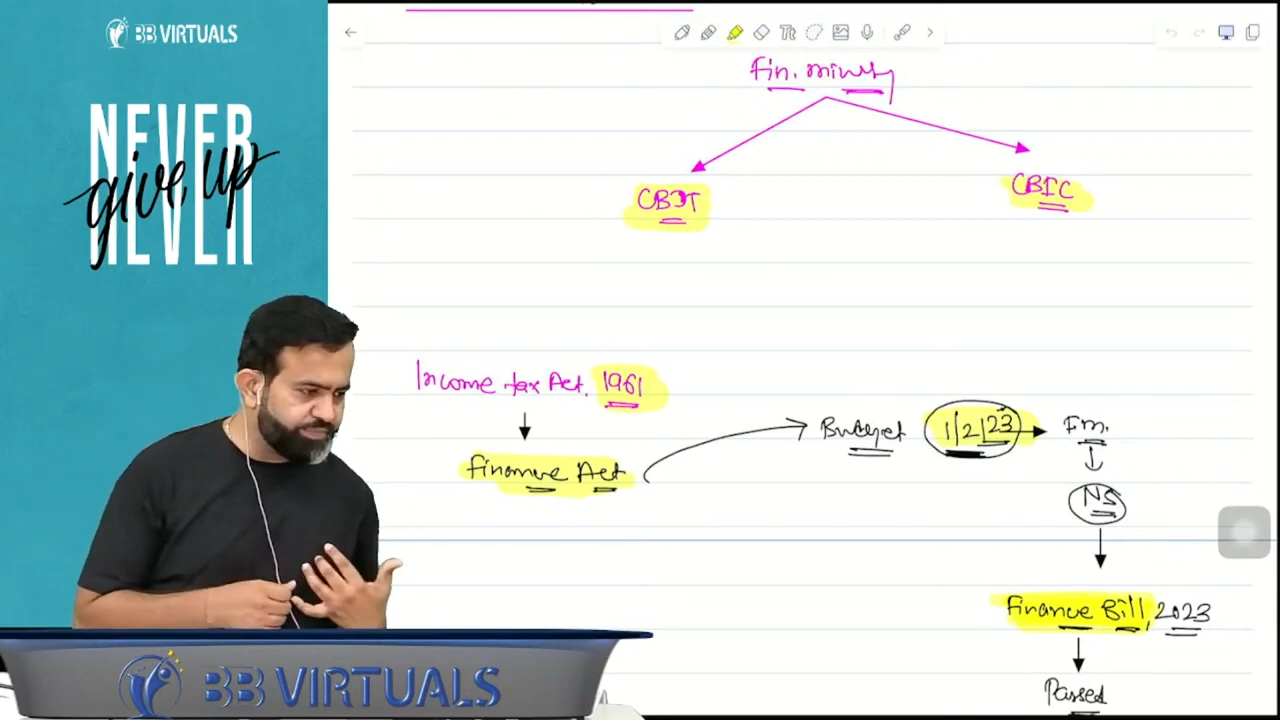 BB VIRTUALS
NEVER
give up
NEVER
Fin. ministry
CBDT
CBIC
Income tax Act, 1961
Finance Act
Budget 1/2/23
Fm.
NS
Finance Bill, 2023
Passed
BB VIRTUALS